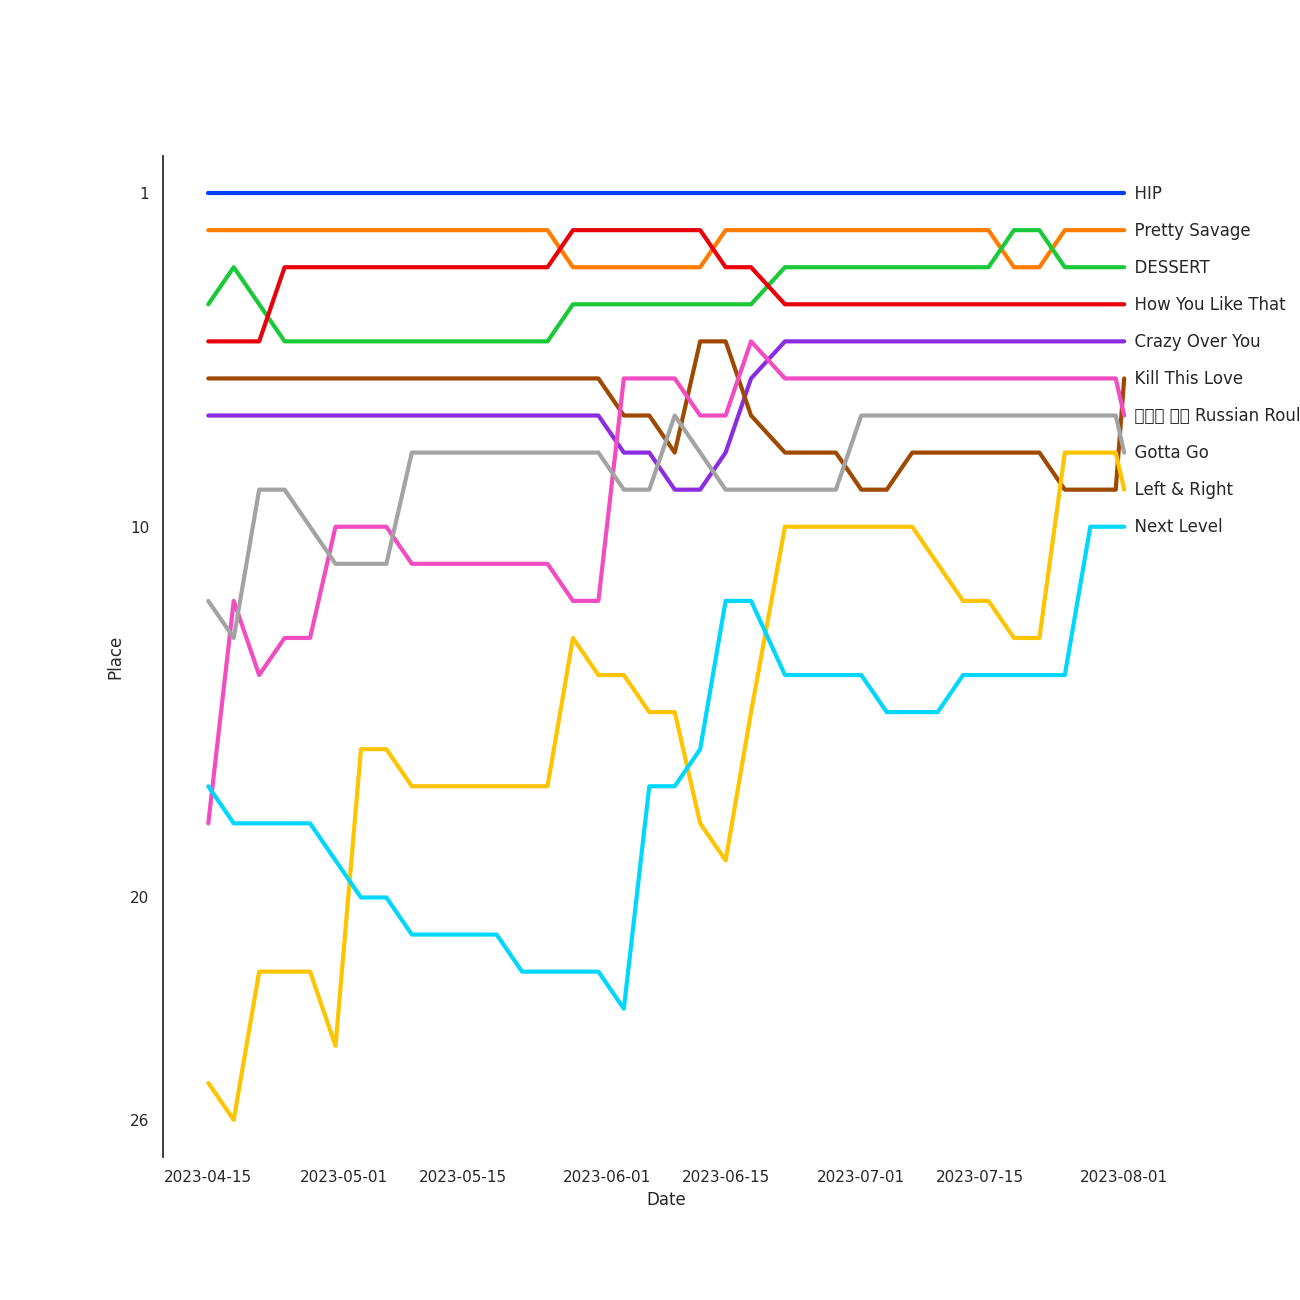 1
10
20
26
Place
HIP
Pretty Savage
DESSERT
How You Like That
Crazy Over You
Kill This Love
Russian Roul
Gotta Go
Left & Right
Next Level
2023-04-15
2023-05-01
2023-05-15
2023-06-01
2023-06-15
2023-07-01
2023-07-15
2023-08-01
Date